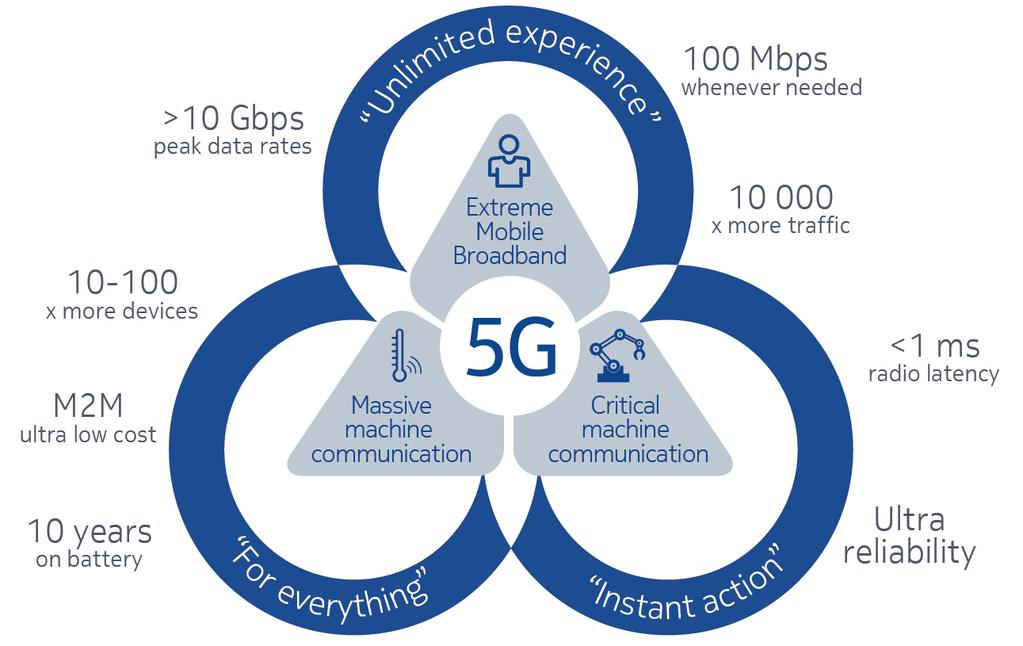 “Unlimited experience”
>10 Gbps
peak data rates
100 Mbps
whenever needed
10 000
x more traffic
Extreme
Mobile
Broadband
5G
10-100
x more devices
M2M
ultra low cost
10 years
on battery
Massive
machine
communication
“For everything”
Critical
machine
communication
“Instant action”
<1 ms
radio latency
Ultra
reliability